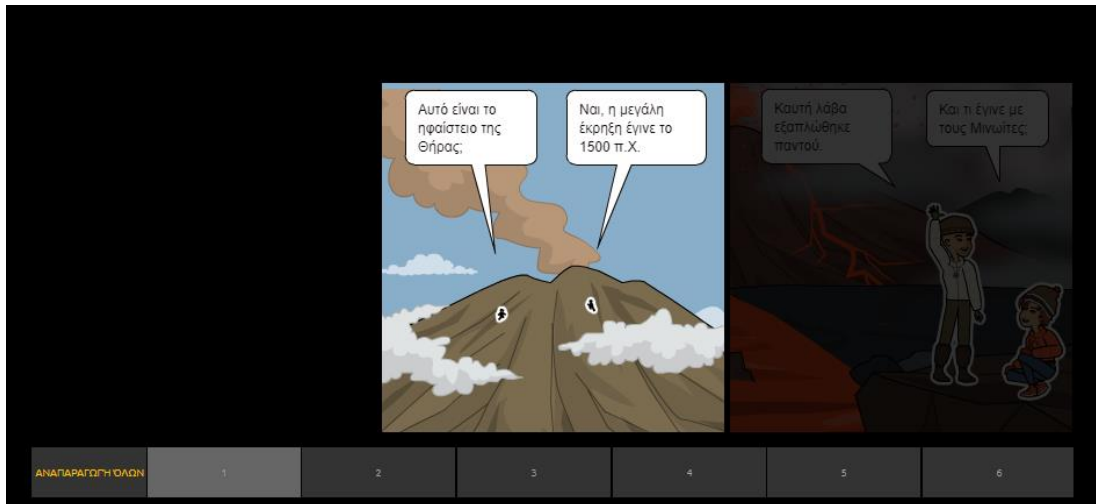 Αυτό είναι το
ηφαίστειο της
Θήρας;
Ναι, η μεγάλη
έκρηξη έγινε το
1500 π.Χ.
Καυτή λάβα
εξαπλώθηκε
παντού.
Και τι έγινε με
τους Μινωίτες;
ΑΝΑΠΑΡΑΓΩΓΉ ΌΛΩΝ
1
2
3
4
5
6